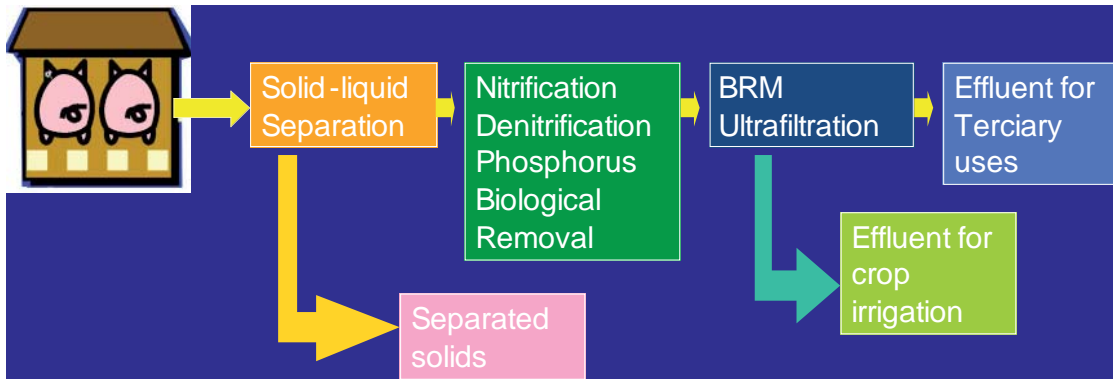 Solid-liquid
Separation
Nitrification
Denitrification
Phosphorus
Biological
Removal
BRM
Ultrafiltration
Effluent for
Terciary
uses
Effluent for
crop
irrigation
Separated
solids